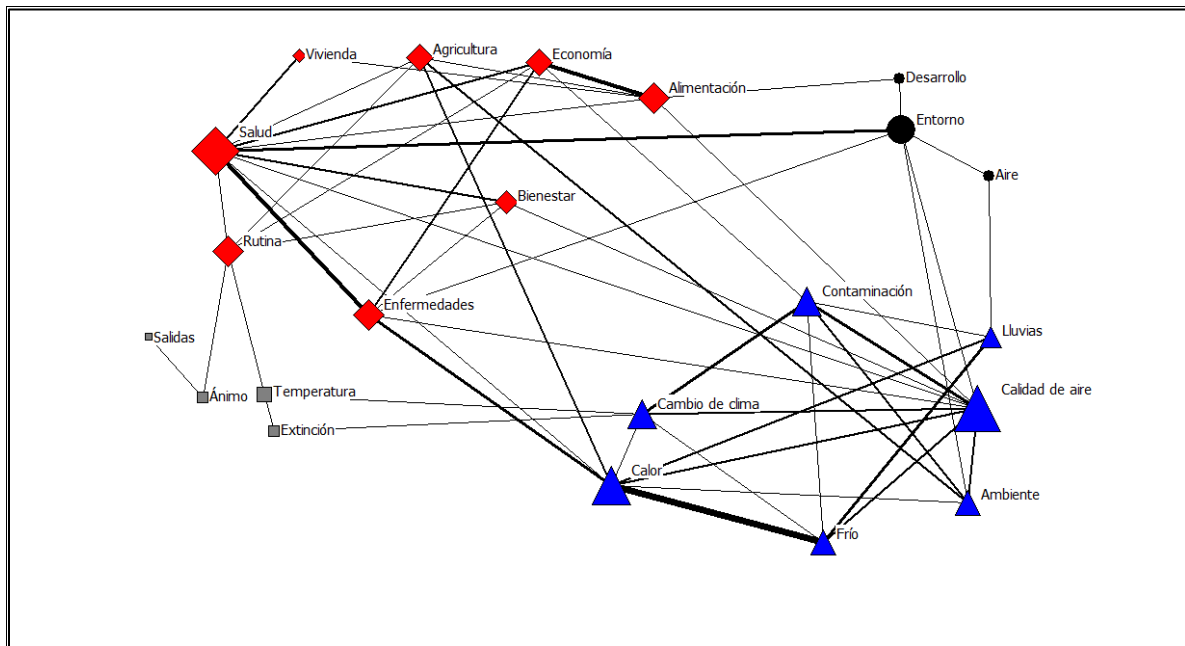 Vivienda
Agricultura
Economía
Alimentación
Desarrollo
Entorno
Salud
Aire
Bienestar
Rutina
Contaminación
Enfermedades
Lluvias
Salidas
Calidad de aire
Ánimo
Temperatura
Cambio de clima
Extinción
Calor
Ambiente
Frío